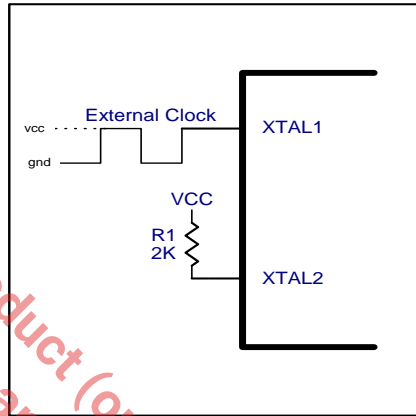 External Clock
vcc
gnd
XTAL1
VCC
R1
2K
XTAL2